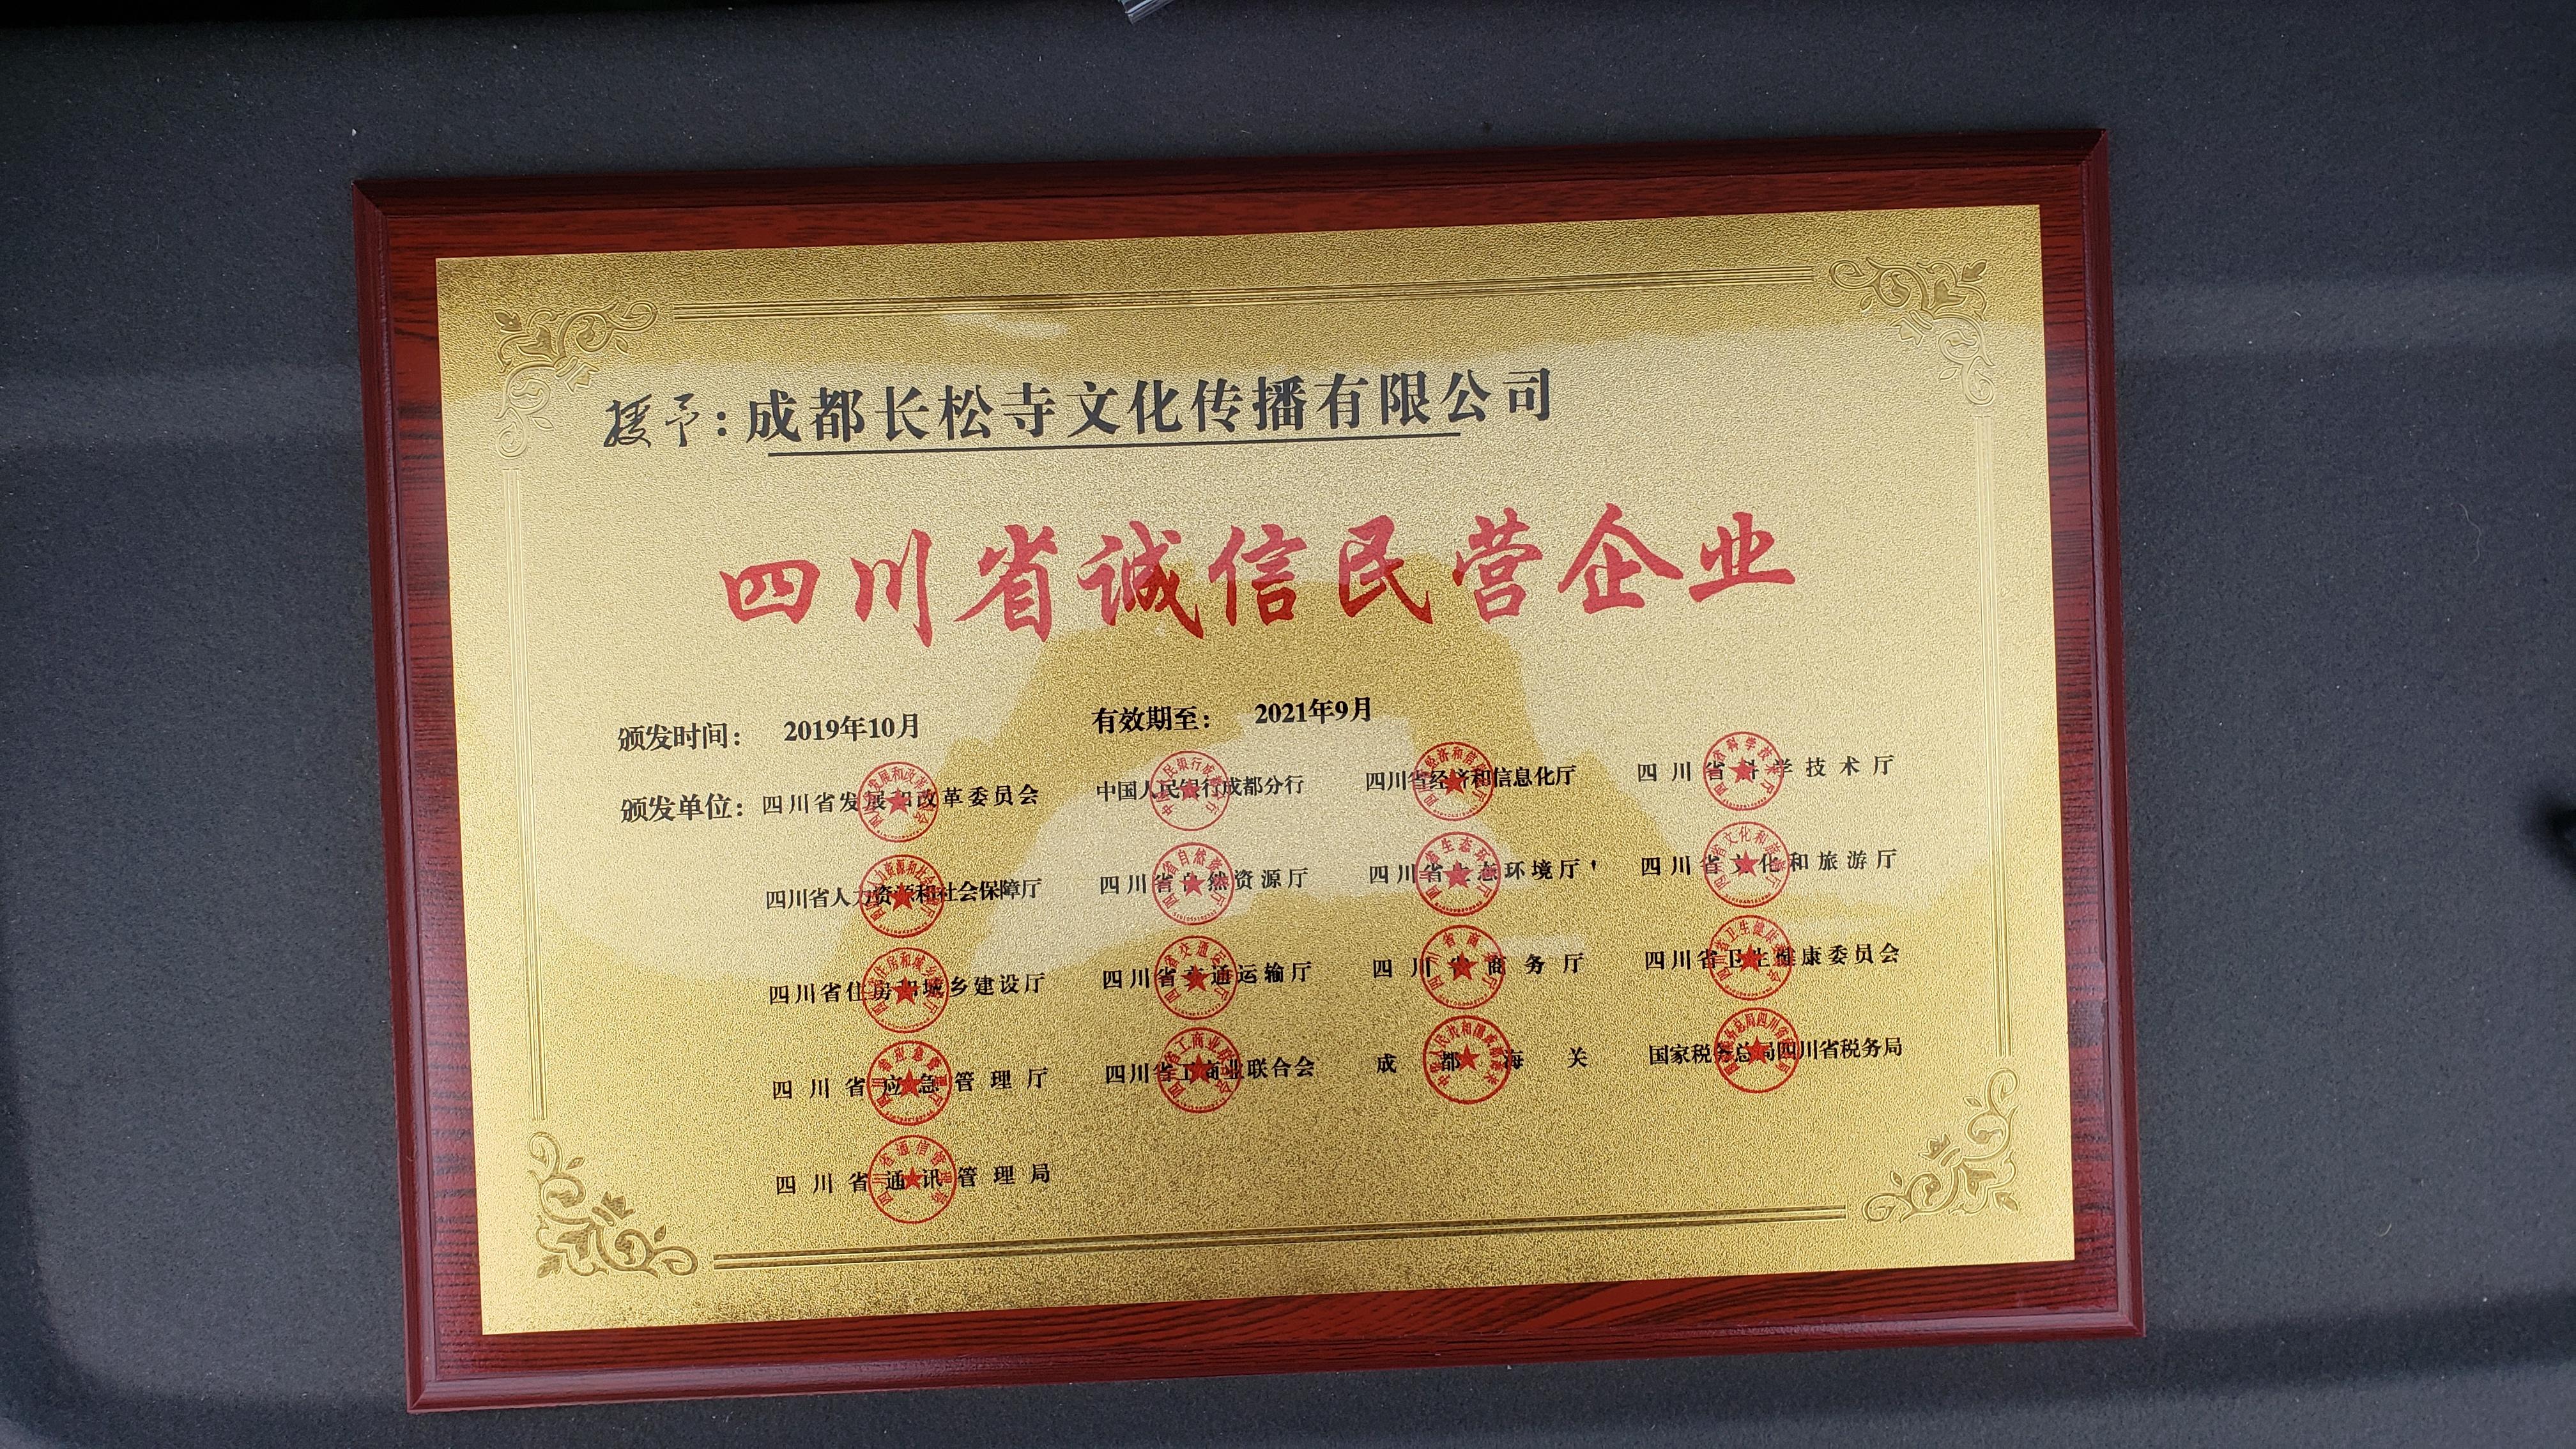 授予：成都长松寺文化传播有限公司
四川省诚信民营企业
颁发时间： 2019年10月 有效期至： 2021年9月
颁发单位：四川省发展和改革委员会 中国人民银行成都分行 四川省经济和信息化厅 四川省科学技术厅
四川省人力资源和社会保障厅 四川省自然资源厅 四川省生态环境厅 四川省文化和旅游厅
四川省住房和城乡建设厅 四川省交通运输厅 四川省商务厅 四川省卫生健康委员会
四川省应急管理厅 四川省工商业联合会 成都海关 国家税务总局四川省税务局
四川省通讯管理局